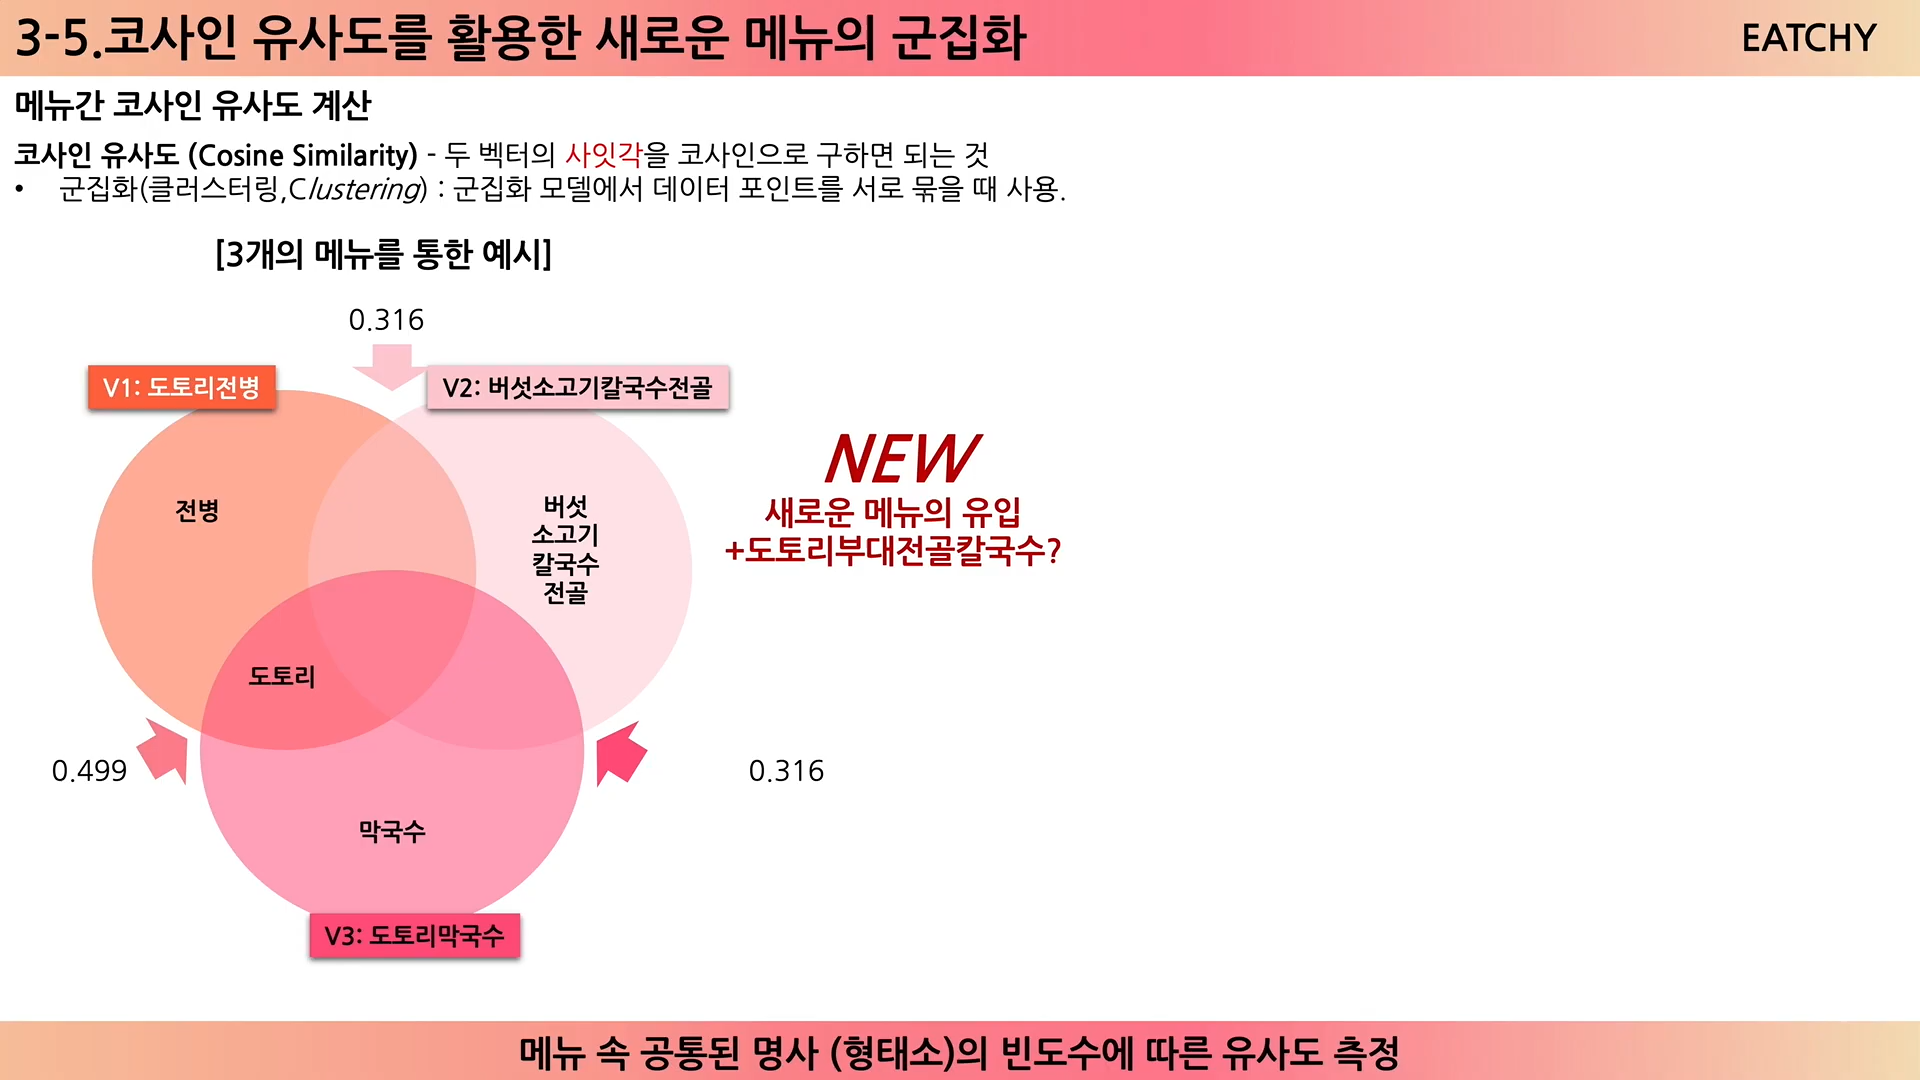 3-5.코사인 유사도를 활용한 새로운 메뉴의 군집화
EATCHY
메뉴간 코사인 유사도 계산
코사인 유사도 (Cosine Similarity) - 두 벡터의 사잇각을 코사인으로 구하면 되는 것
• 군집화(클러스터링,Clustering) : 군집화 모델에서 데이터 포인트를 서로 묶을 때 사용.
[3개의 메뉴를 통한 예시]
0.316
V1: 도토리전병
V2: 버섯소고기칼국수전골
전병
버섯
소고기
칼국수
전골
NEW
새로운 메뉴의 유입
+도토리부대전골칼국수?
도토리
0.499
0.316
막국수
V3: 도토리막국수
메뉴 속 공통된 명사 (형태소)의 빈도수에 따른 유사도 측정